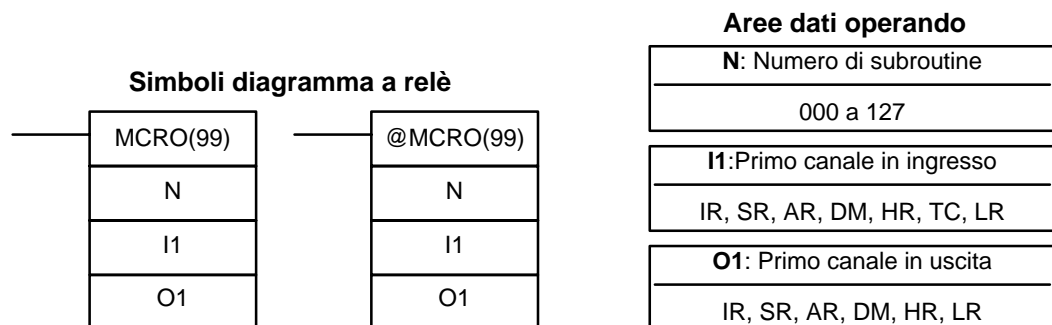 Aree dati operando
N: Numero di subroutine
000 a 127
I1:Primo canale in ingresso
IR, SR, AR, DM, HR, TC, LR
O1: Primo canale in uscita
IR, SR, AR, DM, HR, LR
Simboli diagramma a relè
MCRO(99)
N
I1
O1
@MCRO(99)
N
I1
O1